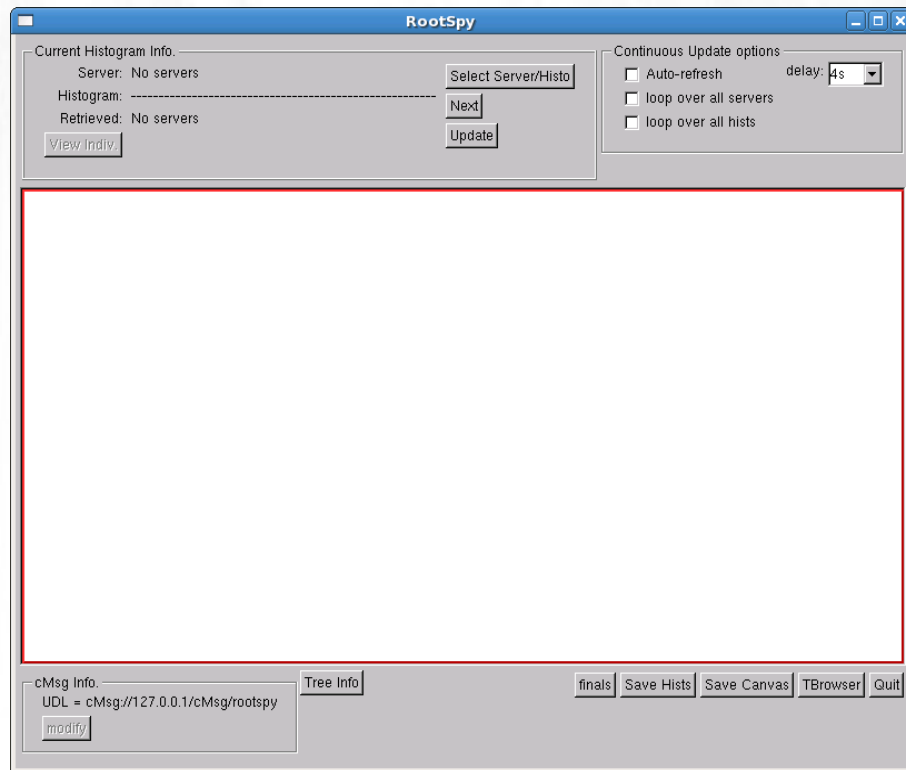 RootSpy
Current Histogram Info.
Server: No servers
Histogram: --------------------------------------------------------
Retrieved: No servers
View Indiv.
Select Server/Histo
Next
Update
Continuous Update options
Auto-refresh
delay: 4s
loop over all servers
loop over all hists
cMsg Info.
UDL = cMsg://127.0.0.1/cMsg/rootspy
modify
Tree Info
finals Save Hists Save Canvas TBrowser Quit